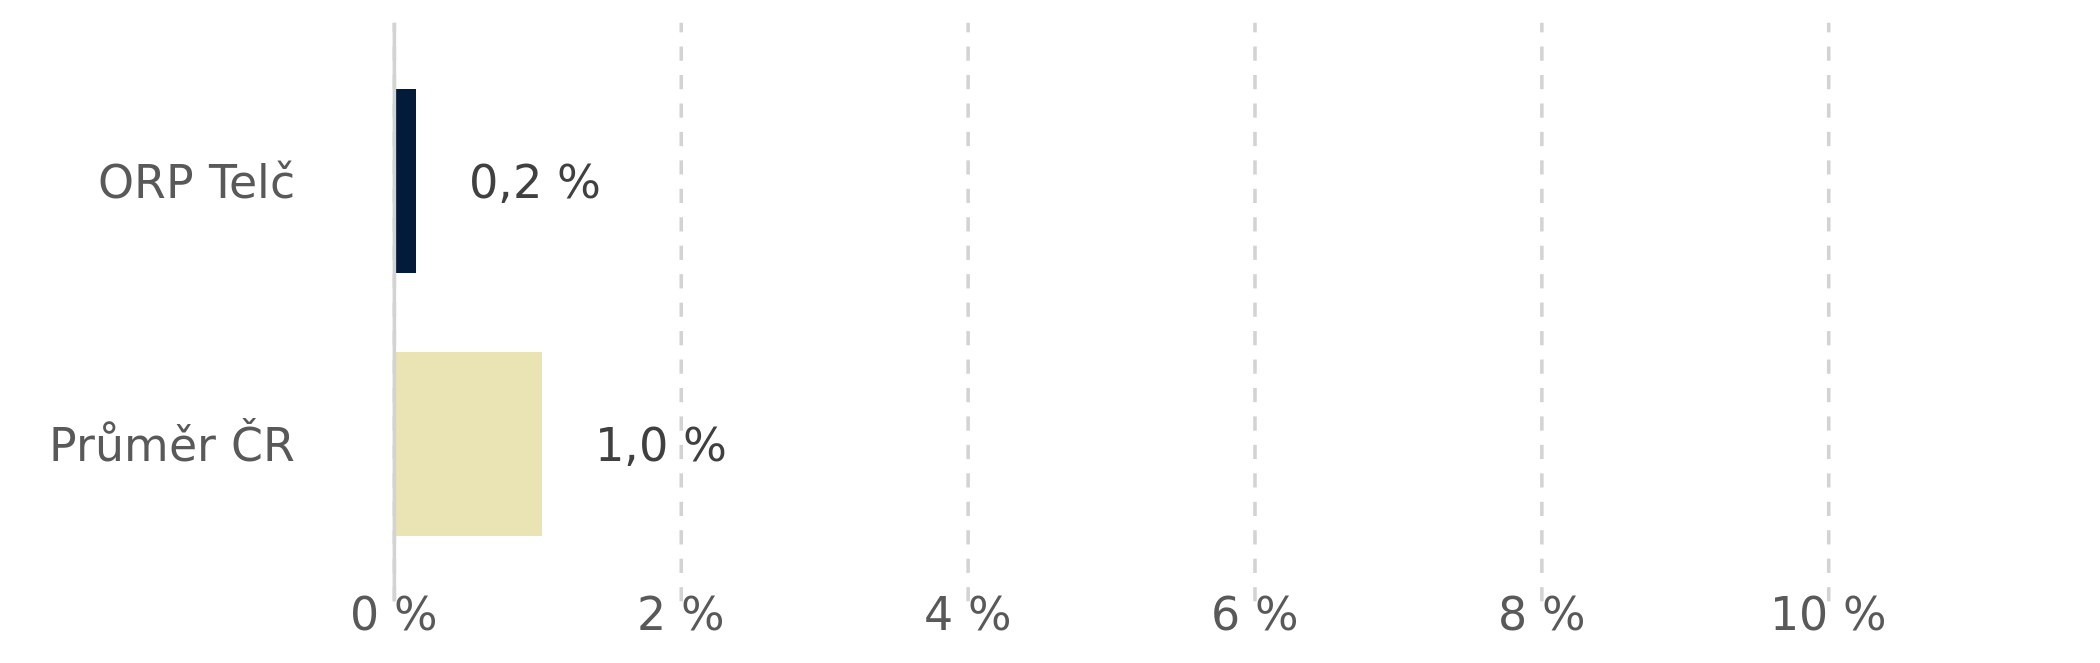 ORP Telč 0,2 %
Průměr ČR 1,0 %
0 % 2 % 4 % 6 % 8 % 10 %